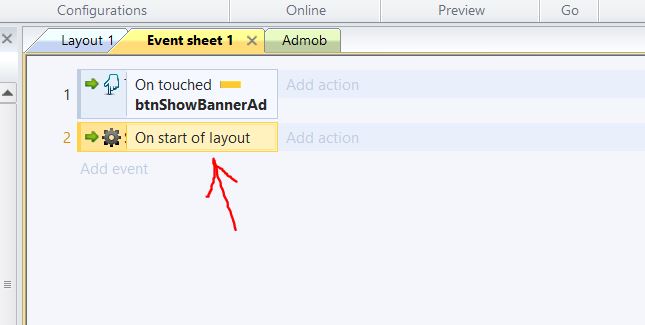 Configurations Online Preview Go
Layout 1 Event sheet 1 Admob
1 On touched Add action
btnShowBannerAd
2 On start of layout Add action
Add event